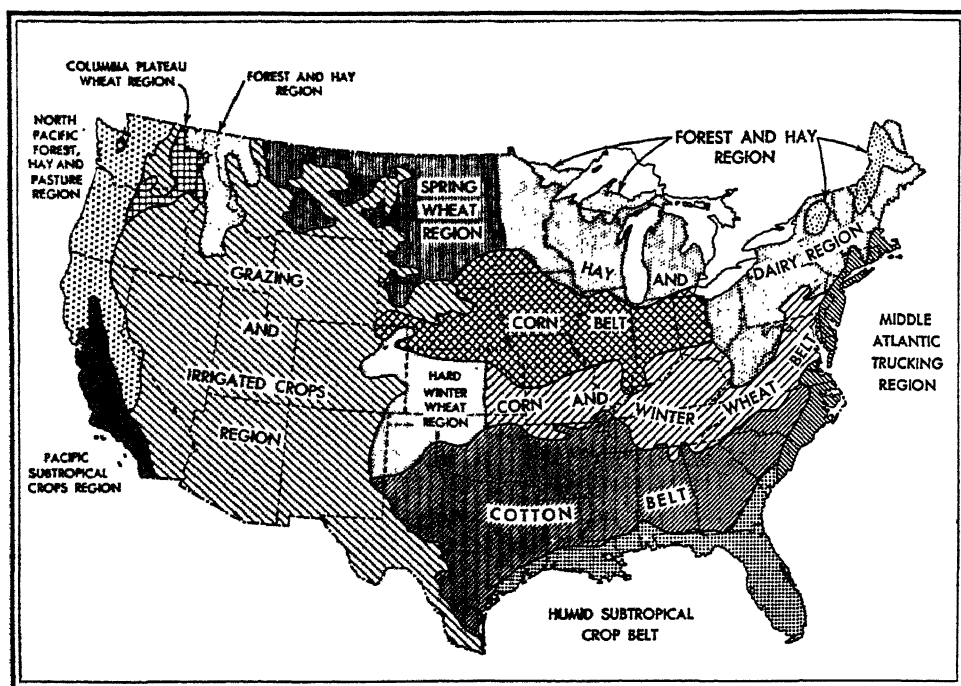 COLUMBIA PLATEAU
WHEAT REGION
FOREST AND HAY
REGION
NORTH
PACIFIC
FOREST,
HAY AND
PASTURE
REGION
FOREST AND HAY
REGION
SPRING
WHEAT
REGION
HAY AND
DAIRY REGION
GRAZING
AND
IRRIGATED CROPS
REGION
CORN BELT
MIDDLE
ATLANTIC
TRUCKING
REGION
HARD
WINTER
WHEAT
REGION
CORN AND WINTER WHEAT BELT
PACIFIC
SUBTROPICAL
CROPS REGION
COTTON BELT
HUMID SUBTROPICAL
CROP BELT